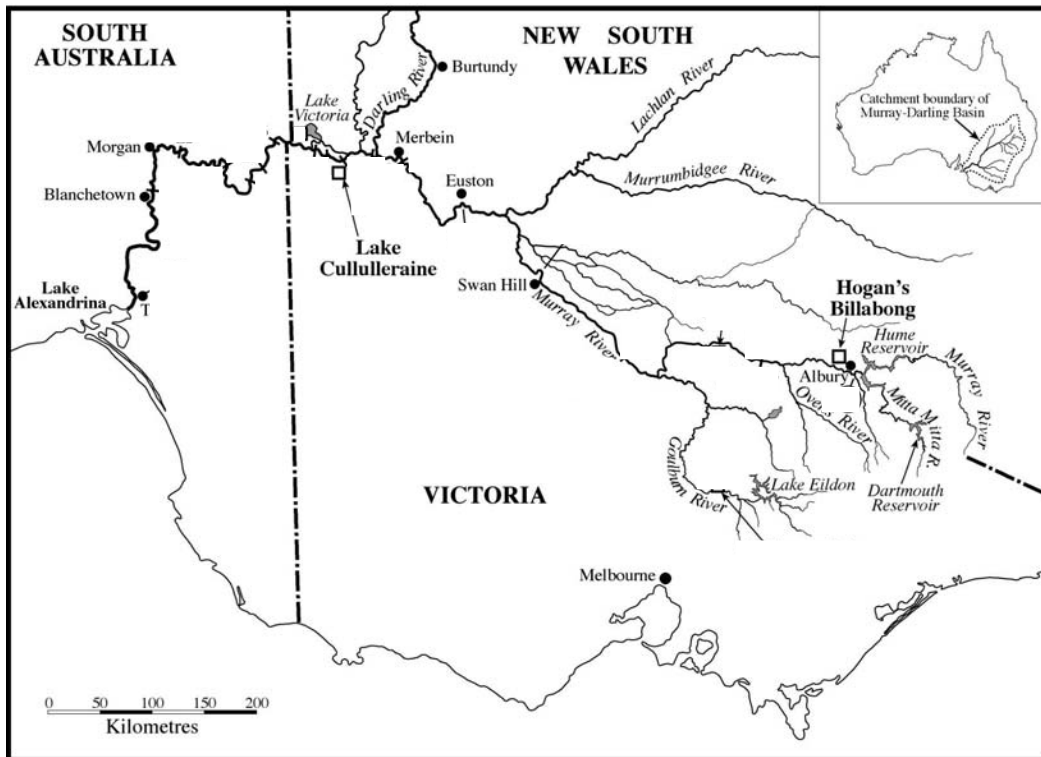 SOUTH
AUSTRALIA
NEW SOUTH
WALES
Burtundy
Darling River
Lake
Victoria
Lachlan River
Catchment boundary of
Murray-Darling Basin
Morgan
Merbein
Blanchetown
Euston
Murrumbidgee River
Lake
Cullulleraine
Lake
Alexandrina
T
Swan Hill
Murray River
Hogan's
Billabong
Hume
Reservoir
Albury
Murray River
Mitta Mitta R.
Ovens River
Goulburn River
Lake Eildon
Dartmouth
Reservoir
VICTORIA
Melbourne
0 50 100 150 200
Kilometres